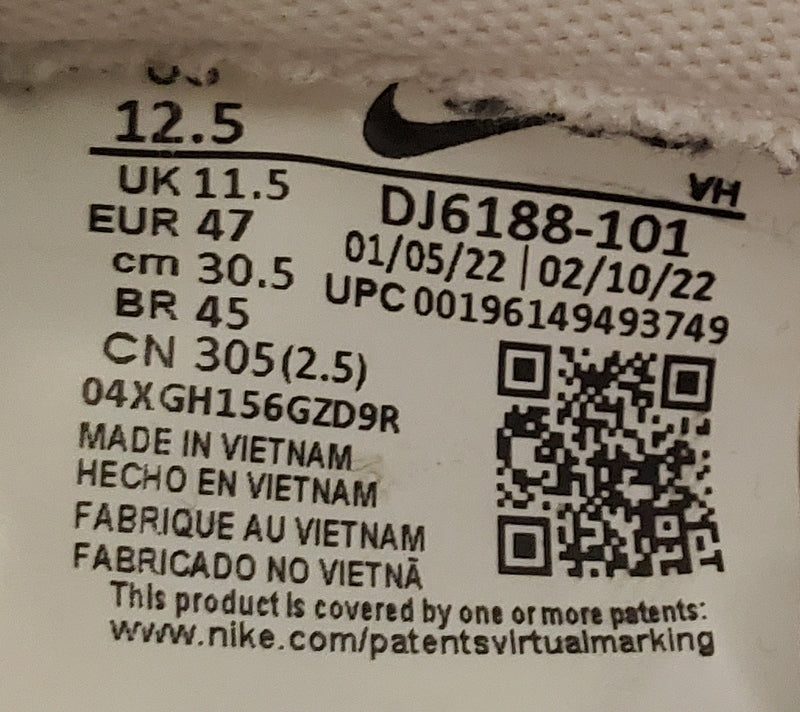 12.5
VH
UK 11.5
DJ6188-101
EUR 47
01/05/22 | 02/10/22
cm 30.5
UPC 00196149493749
BR 45
CN 305(2.5)
04XGH156GZD9R
MADE IN VIETNAM
HECHO EN VIETNAM
FABRIQUE AU VIETNAM
FABRICADO NO VIETNÃ
This product is covered by one or more patents:
www.nike.com/patentsvirtualmarking